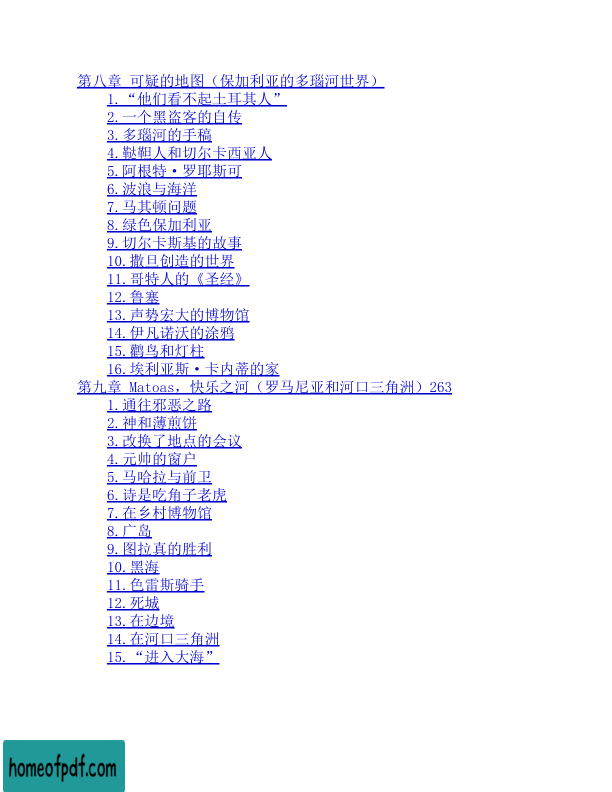 第八章 可疑的地图（保加利亚的多瑙河世界）
1.“他们看不起土耳其人”
2.一个黑盗客的自传
3.多瑙河的手稿
4.鞑靼人和切尔卡西亚人
5.阿根特·罗耶斯可
6.波浪与海洋
7.马其顿问题
8.绿色保加利亚
9.切尔卡斯基的故事
10.撒旦创造的世界
11.哥特人的《圣经》
12.鲁塞
13.声势宏大的博物馆
14.伊凡诺沃的涂鸦
15.鹳鸟和灯柱
16.埃利亚斯·卡内蒂的家
第九章 Matoas，快乐之河（罗马尼亚和河口三角洲）263
1.通往邪恶之路
2.神和薄煎饼
3.改换了地点的会议
4.元帅的窗户
5.马哈拉与前卫
6.诗是吃角子老虎
7.在乡村博物馆
8.广岛
9.图拉真的胜利
10.黑海
11.色雷斯骑手
12.死城
13.在边境
14.在河口三角洲
15.“进入大海”
homeofpdf.com